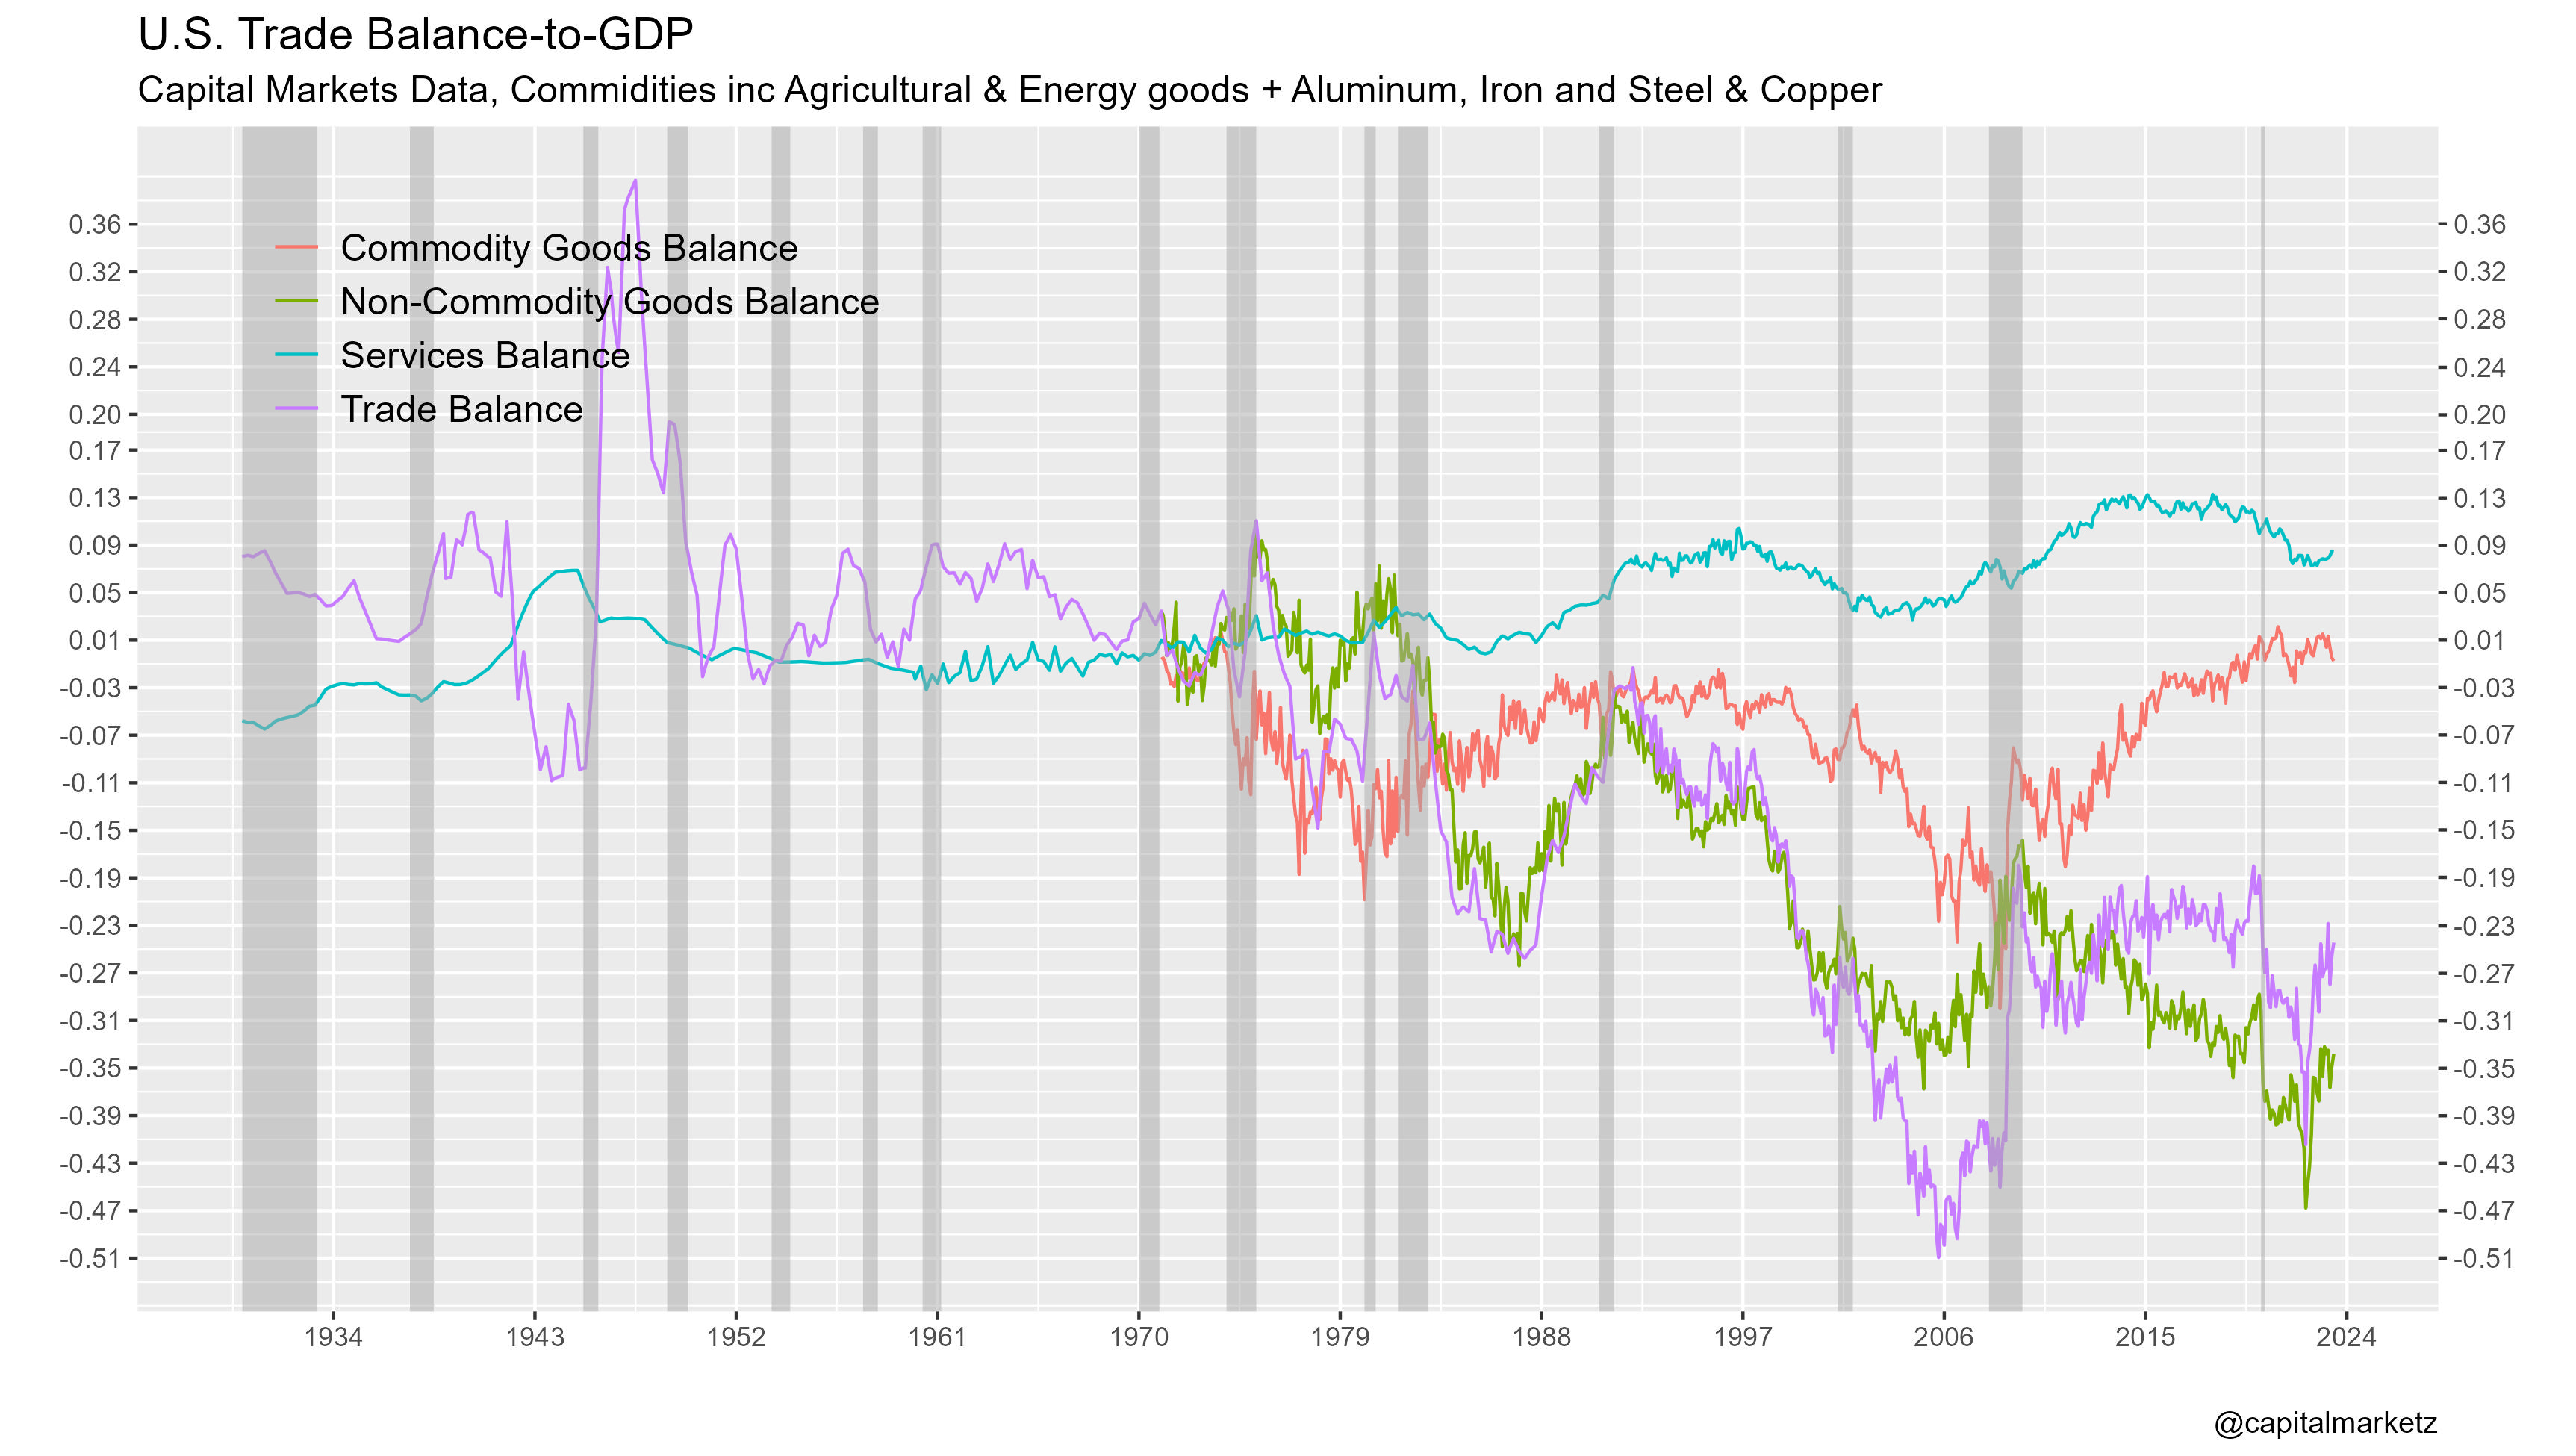 U.S. Trade Balance-to-GDP
Capital Markets Data, Commidities inc Agricultural & Energy goods + Aluminum, Iron and Steel & Copper
Commodity Goods Balance
Non-Commodity Goods Balance
Services Balance
Trade Balance
0.36 0.36
0.32 0.32
0.28 0.28
0.24 0.24
0.20 0.20
0.17 0.17
0.13 0.13
0.09 0.09
0.05 0.05
0.01 0.01
-0.03 -0.03
-0.07 -0.07
-0.11 -0.11
-0.15 -0.15
-0.19 -0.19
-0.23 -0.23
-0.27 -0.27
-0.31 -0.31
-0.35 -0.35
-0.39 -0.39
-0.43 -0.43
-0.47 -0.47
-0.51 -0.51
1934 1943 1952 1961 1970 1979 1988 1997 2006 2015 2024
@capitalmarketz